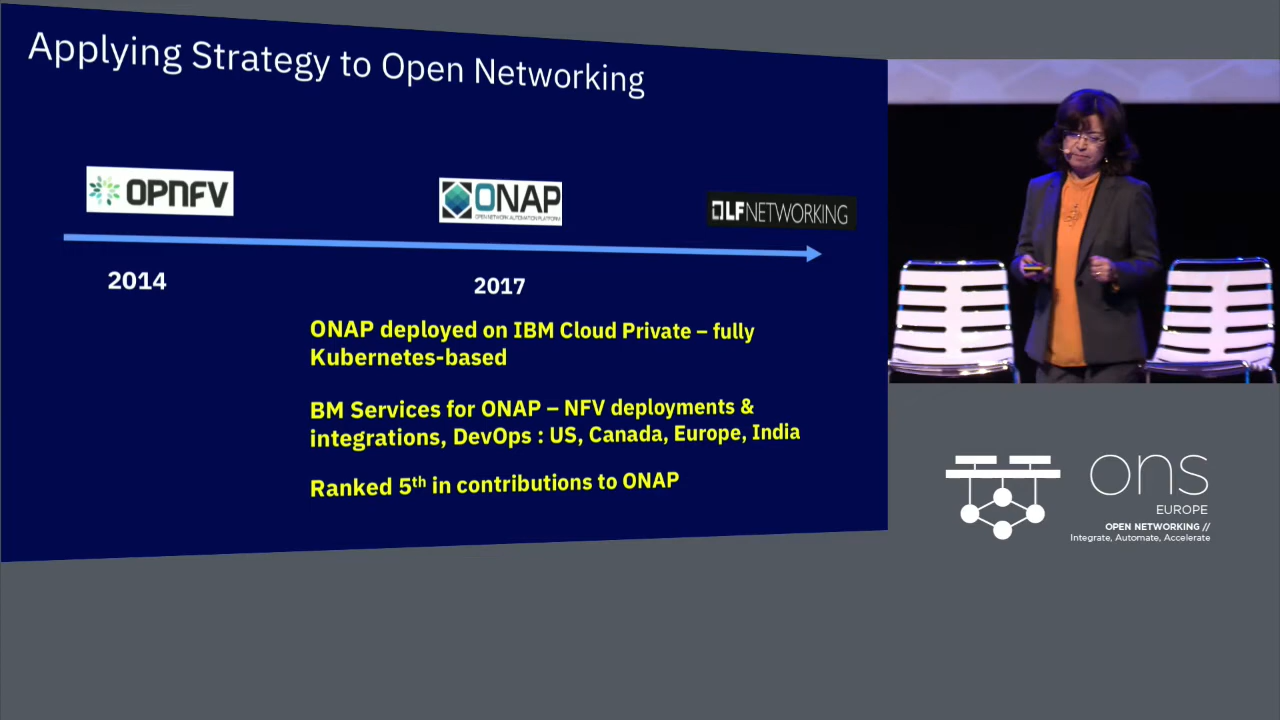 Applying Strategy to Open Networking
OPNFV
ONAP
OPEN NETWORK AUTOMATION PLATFORM
LFNETWORKING
2014
2017
ONAP deployed on IBM Cloud Private – fully
Kubernetes-based
BM Services for ONAP – NFV deployments &
integrations, DevOps : US, Canada, Europe, India
Ranked 5th in contributions to ONAP
ons
EUROPE
OPEN NETWORKING //
Integrate, Automate, Accelerate